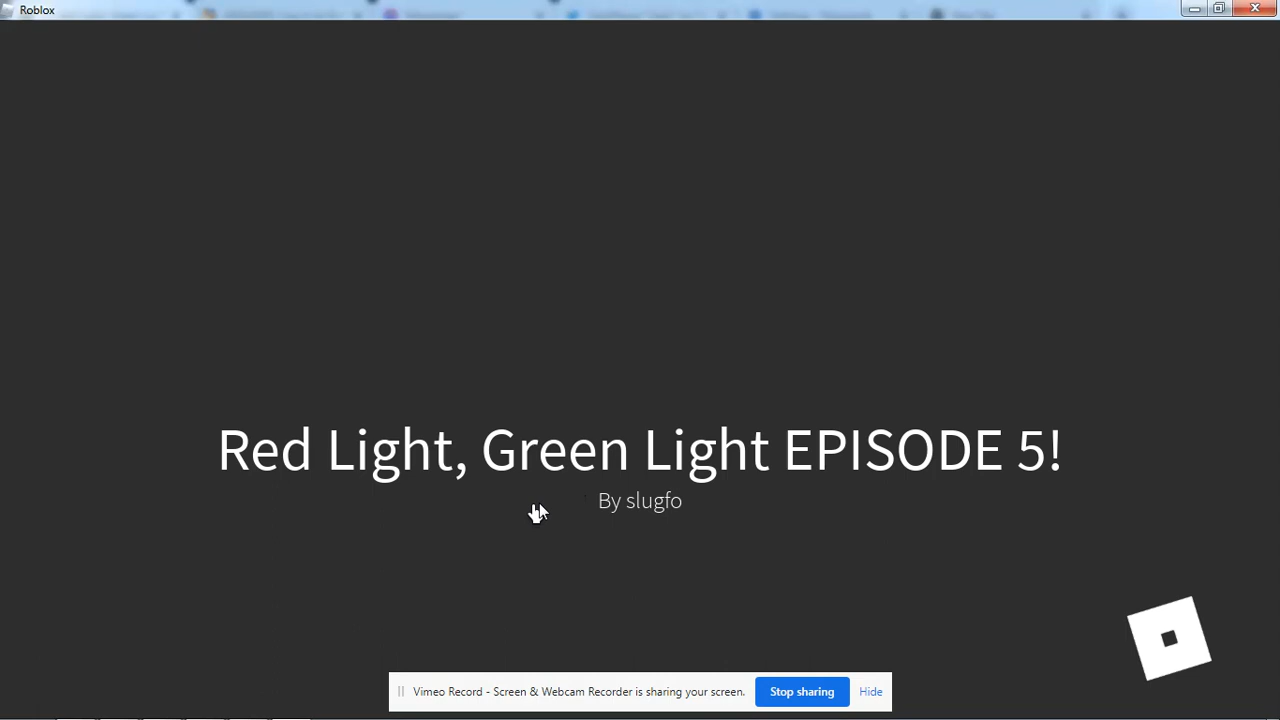 Roblox
Red Light, Green Light EPISODE 5!
By slugfo
Vimeo Record - Screen & Webcam Recorder is sharing your screen.
Stop sharing
Hide